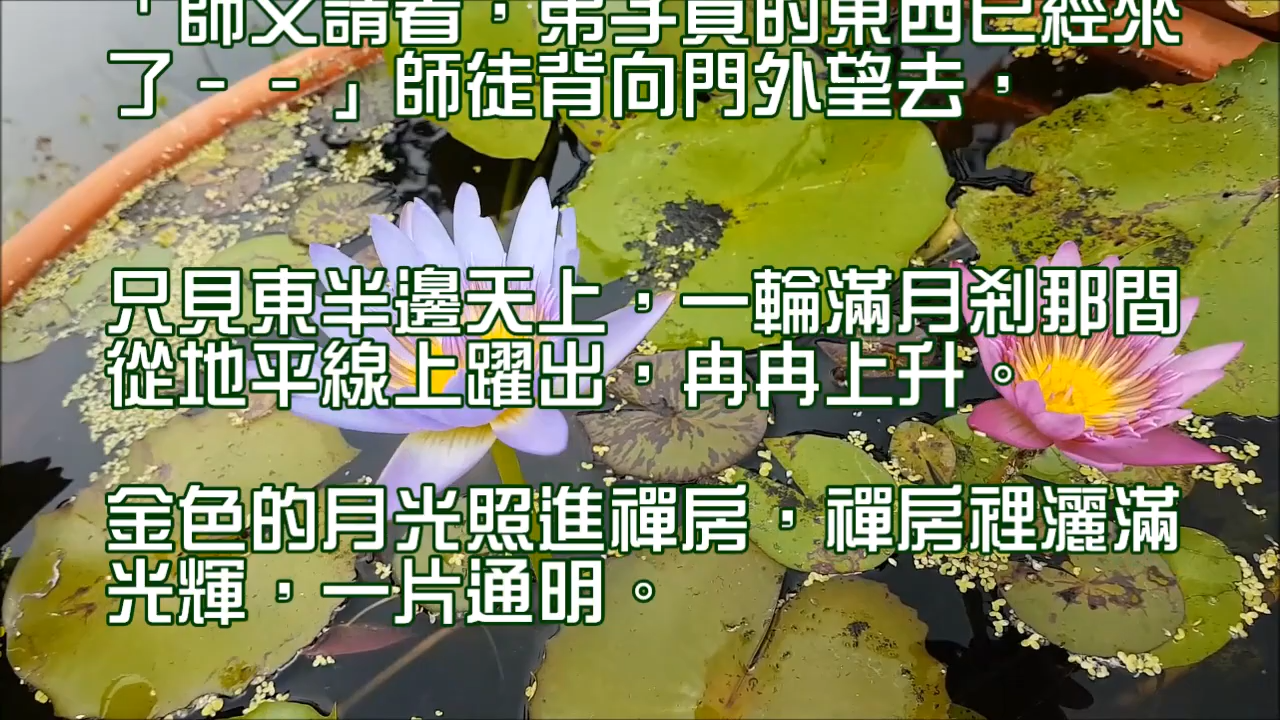 「師父請看，弟子買的東西已經來
了－－」師徒背向門外望去，
只見東半邊天上，一輪滿月剎那間
從地平線上躍出，冉冉上升。
金色的月光照進禪房，禪房裡灑滿
光輝，一片通明。